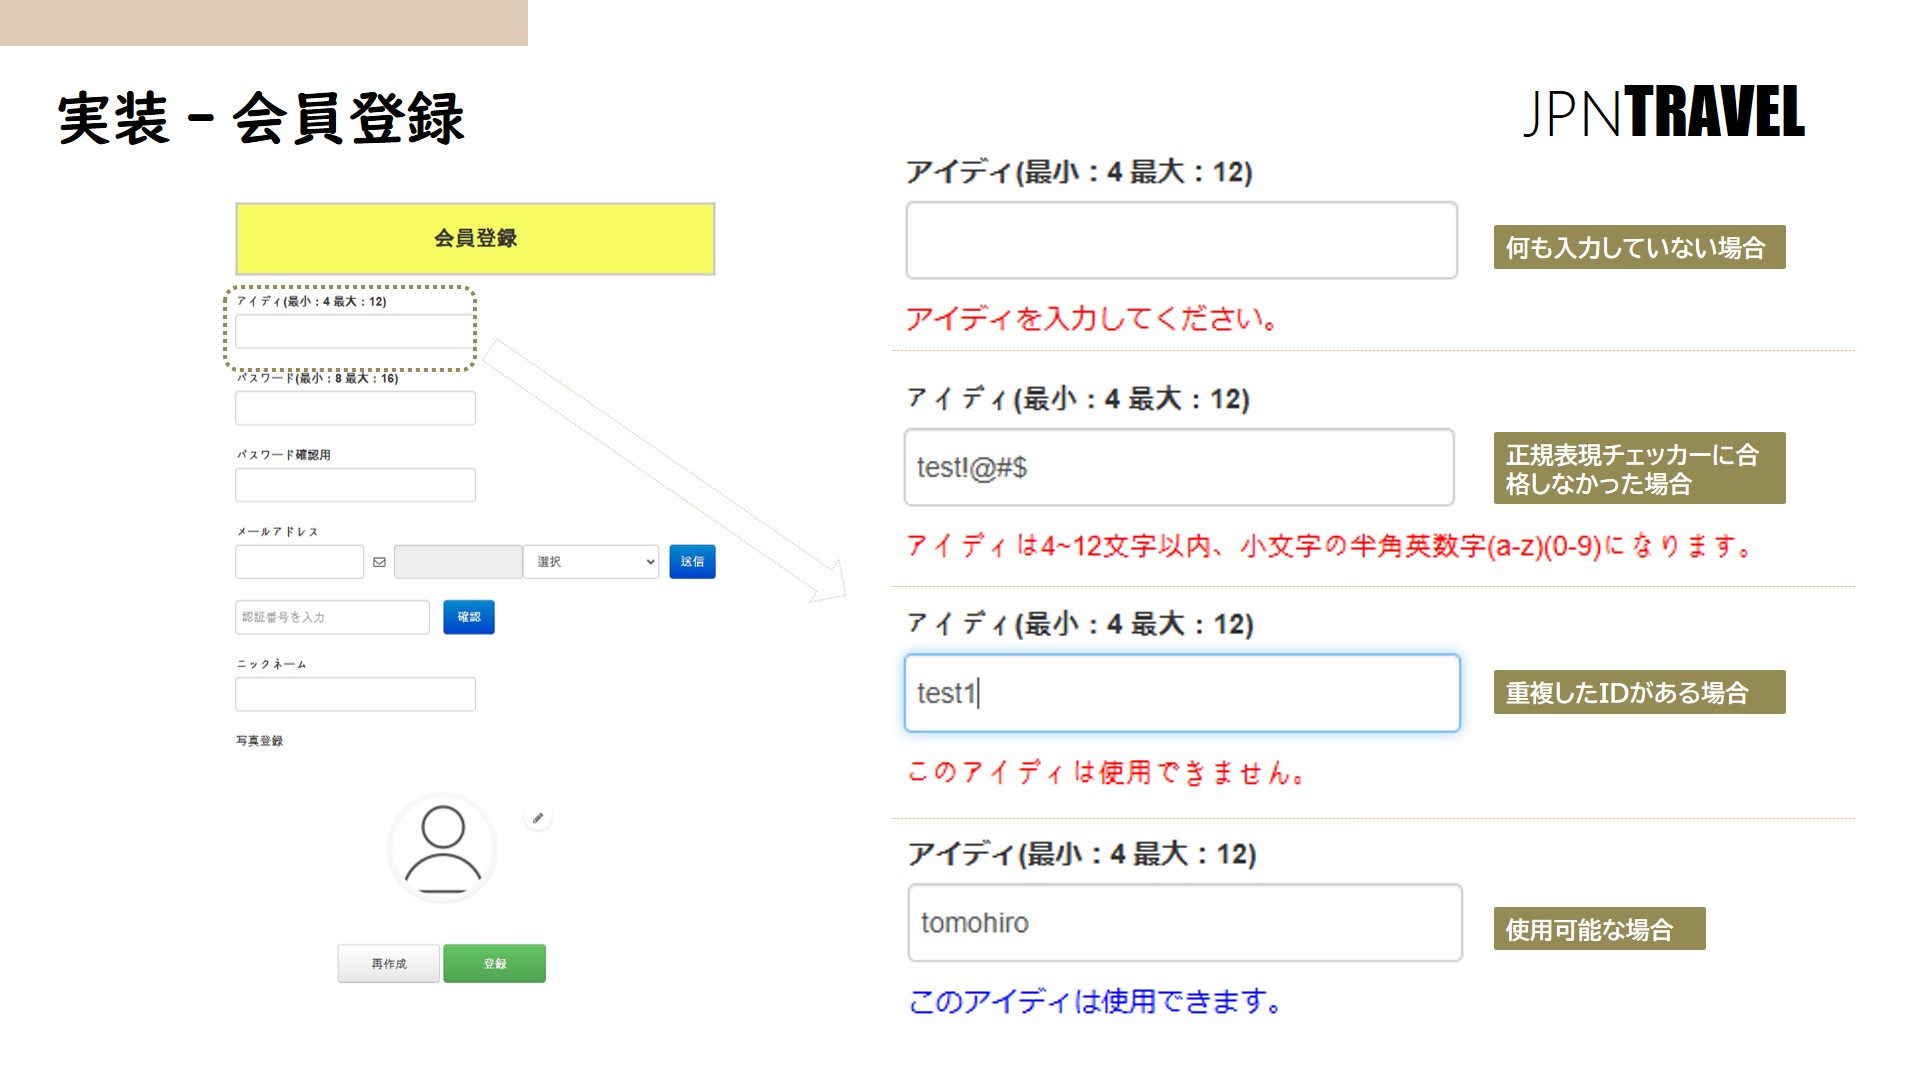 実装 - 会員登録
JPNTRAVEL
会員登録
アイディ(最小：4 最大：12)
パスワード(最小：8 最大：16)
パスワード確認用
メールアドレス
選択
送信
認証番号を入力
確認
ニックネーム
写真登録
再作成
登録
アイディ(最小：4 最大：12)
何も入力していない場合
アイディを入力してください。
アイディ(最小：4 最大：12)
test!@#$
正規表現チェッカーに合
格しなかった場合
アイディは4~12文字以内、小文字の半角英数字(a-z)(0-9)になります。
アイディ(最小：4 最大：12)
test1
重複したIDがある場合
このアイディは使用できません。
アイディ(最小：4 最大：12)
tomohiro
使用可能な場合
このアイディは使用できます。